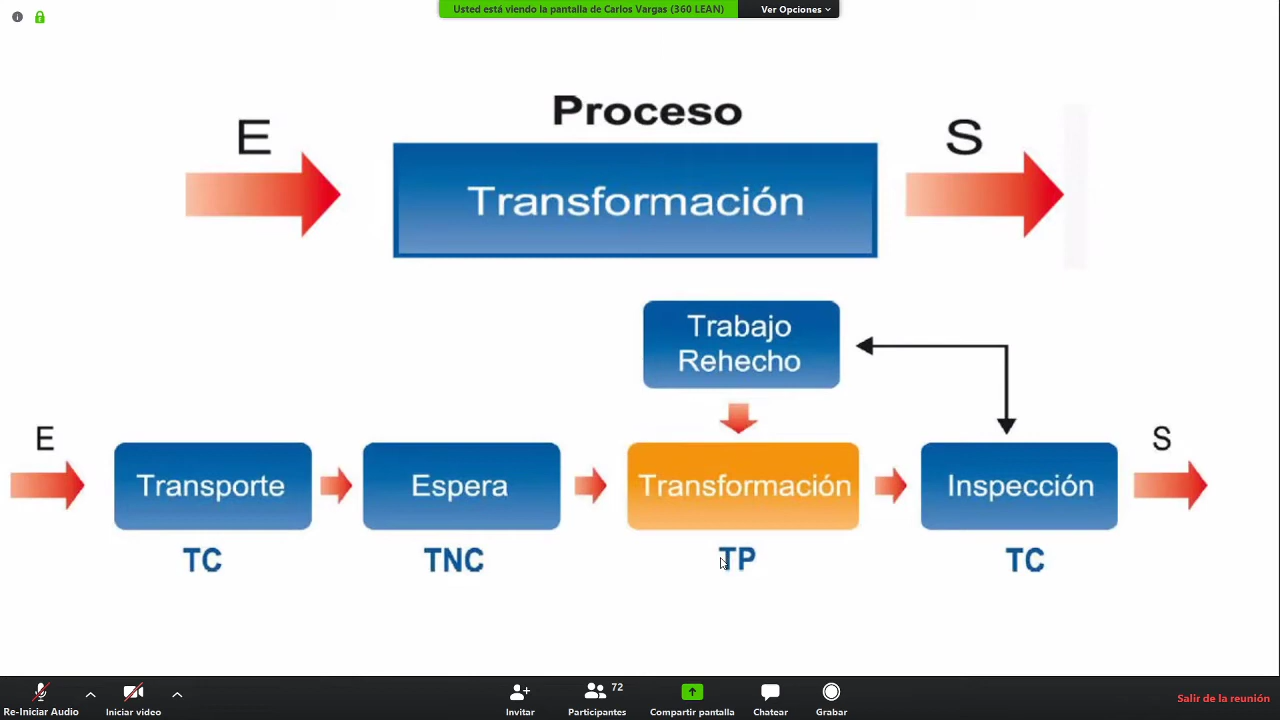 Usted está viendo la pantalla de Carlos Vargas (360 LEAN)
Ver Opciones
Proceso
E
S
Transformación
Trabajo
Rehecho
E
S
Transporte
Espera
Transformación
Inspección
TC
TNC
TP
TC
72
Re-Iniciar Audio
Iniciar video
Invitar
Participantes
Compartir pantalla
Chatear
Grabar
Salir de la reunión